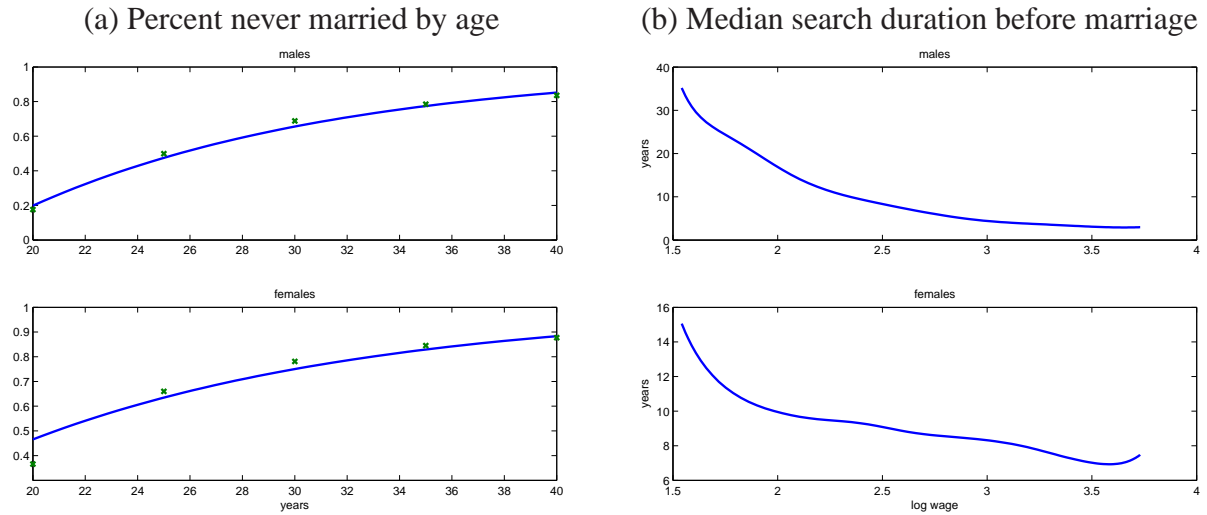 (a) Percent never married by age
males
1
0.8
0.6
0.4
0.2
0
20 22 24 26 28 30 32 34 36 38 40
females
1
0.9
0.8
0.7
0.6
0.5
0.4
20 22 24 26 28 30 32 34 36 38 40
years
(b) Median search duration before marriage
males
40
30
20
10
0
years
1.5 2 2.5 3 3.5 4
females
16
14
12
10
8
6
years
1.5 2 2.5 3 3.5 4
log wage